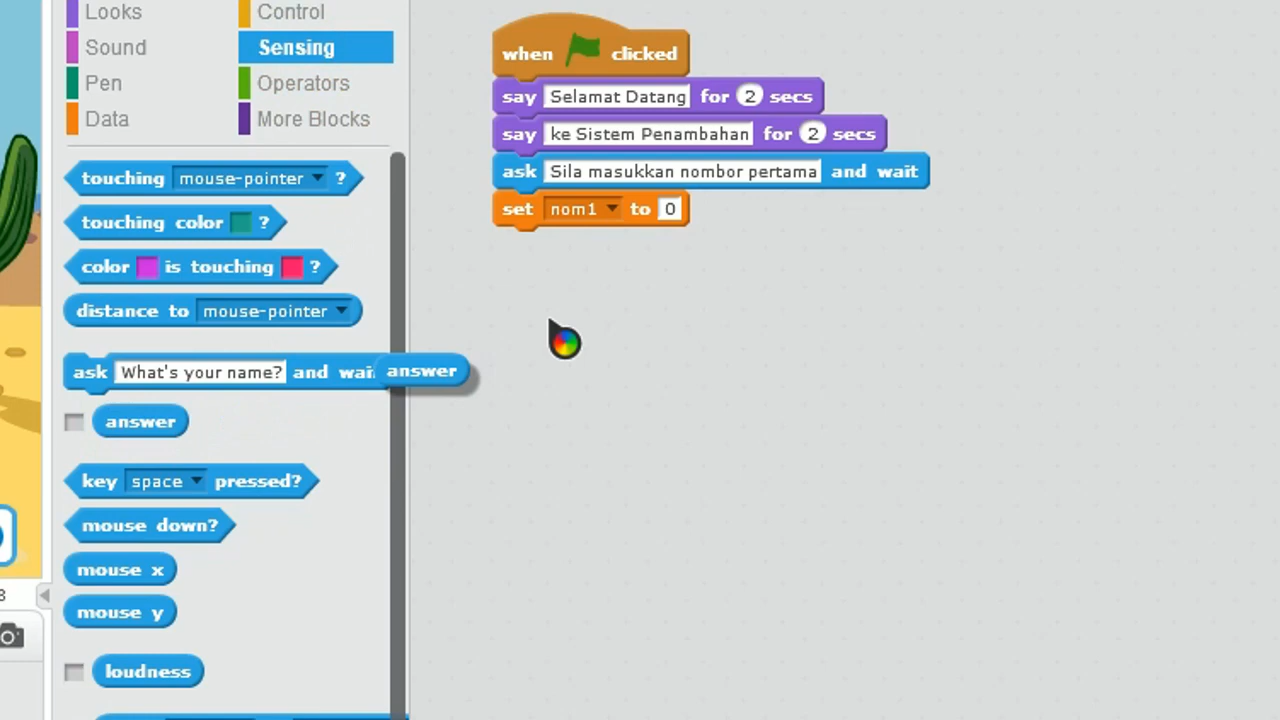 Looks
Control
Sound
Sensing
Pen
Operators
Data
More Blocks
touching mouse-pointer ?
touching color ?
color is touching ?
distance to mouse-pointer
ask What's your name? and wai
answer
answer
key space pressed?
mouse down?
mouse x
mouse y
loudness
3
when clicked
say Selamat Datang for 2 secs
say ke Sistem Penambahan for 2 secs
ask Sila masukkan nombor pertama and wait
set nom1 to 0